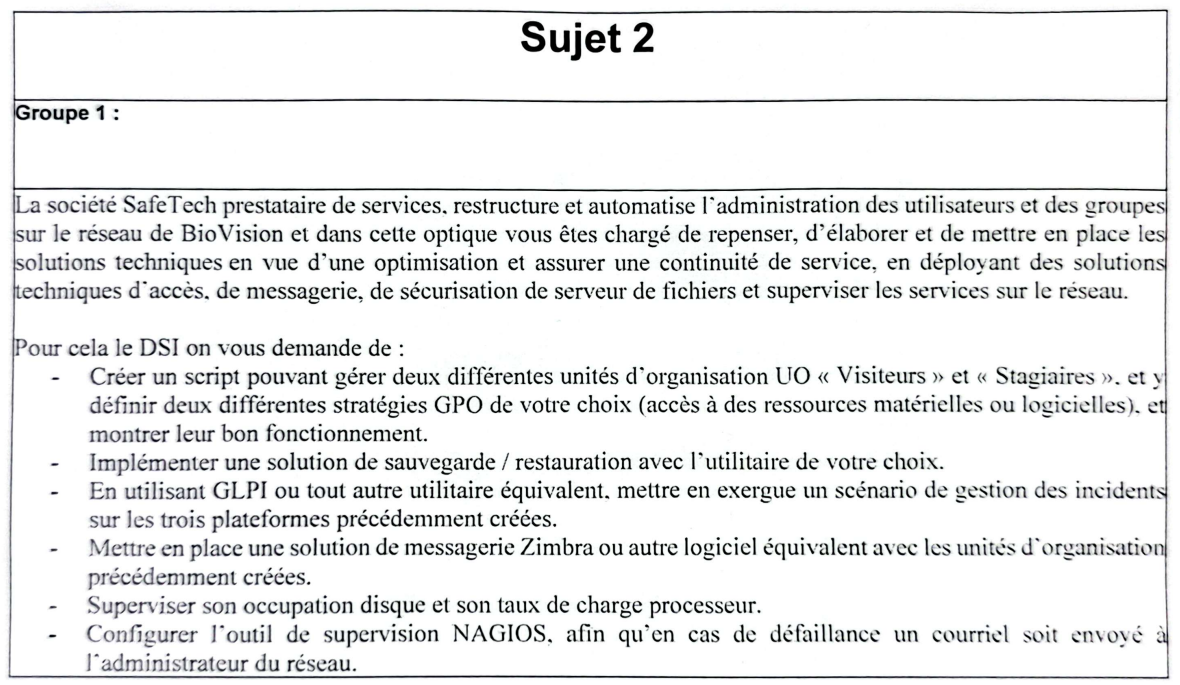 Sujet 2
Groupe 1 :
La société SafeTech prestataire de services, restructure et automatise l'administration des utilisateurs et des groupes
sur le réseau de BioVision et dans cette optique vous êtes chargé de repenser, d'élaborer et de mettre en place les
solutions techniques en vue d'une optimisation et assurer une continuité de service, en déployant des solutions
techniques d'accès, de messagerie, de sécurisation de serveur de fichiers et superviser les services sur le réseau.
Pour cela le DSI on vous demande de :
- Créer un script pouvant gérer deux différentes unités d'organisation UO « Visiteurs » et « Stagiaires », et y
définir deux différentes stratégies GPO de votre choix (accès à des ressources matérielles ou logicielles), et
montrer leur bon fonctionnement.
- Implémenter une solution de sauvegarde / restauration avec l'utilitaire de votre choix.
- En utilisant GLPI ou tout autre utilitaire équivalent, mettre en exergue un scénario de gestion des incidents
sur les trois plateformes précédemment créées.
- Mettre en place une solution de messagerie Zimbra ou autre logiciel équivalent avec les unités d'organisation
précédemment créées.
- Superviser son occupation disque et son taux de charge processeur.
- Configurer l'outil de supervision NAGIOS, afin qu'en cas de défaillance un courriel soit envoyé à
l'administrateur du réseau.